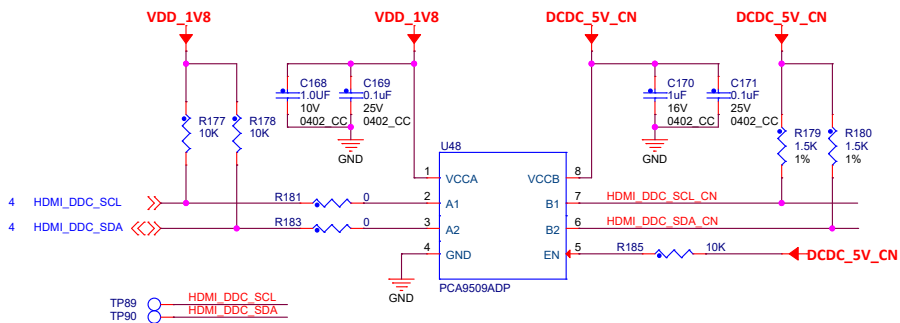 VDD_1V8 VDD_1V8 DCDC_5V_CN DCDC_5V_CN
C168 C169 C170 C171
1.0UF 0.1uF 1uF 0.1uF
10V 25V 16V 25V
0402_CC 0402_CC 0402_CC 0402_CC
R177 R178
10K 10K
R179 R180
1.5K 1.5K
1% 1%
GND GND
U48
1 VCCA VCCB 8
4 HDMI_DDC_SCL R181 0 2 A1 B1 7 HDMI_DDC_SCL_CN
4 HDMI_DDC_SDA R183 0 3 A2 B2 6 HDMI_DDC_SDA_CN
4 GND EN 5 R185 10K DCDC_5V_CN
PCA9509ADP
GND
TP89 HDMI_DDC_SCL
TP90 HDMI_DDC_SDA